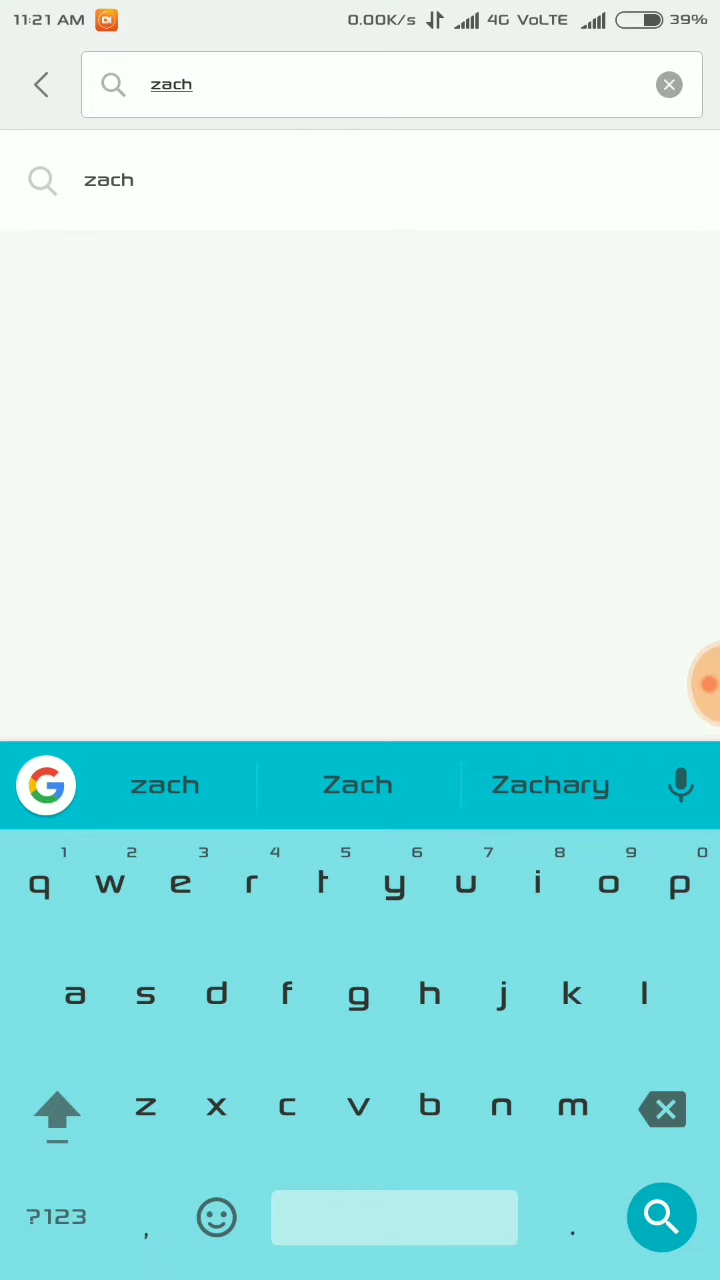 11:21 AM 0.00K/s 4G VoLTE 39%
zach
zach
zach Zach Zachary
1 2 3 4 5 6 7 8 9 0
q w e r t y u i o p
a s d f g h j k l
z x c v b n m
?123 , .